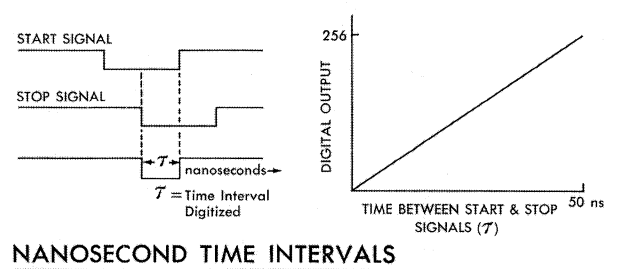 START SIGNAL
STOP SIGNAL
τ
nanoseconds
τ = Time Interval
Digitized
256
DIGITAL OUTPUT
50 ns
TIME BETWEEN START & STOP
SIGNALS (τ)
NANOSECOND TIME INTERVALS